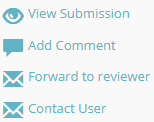 View Submission
Add Comment
Forward to reviewer
Contact User